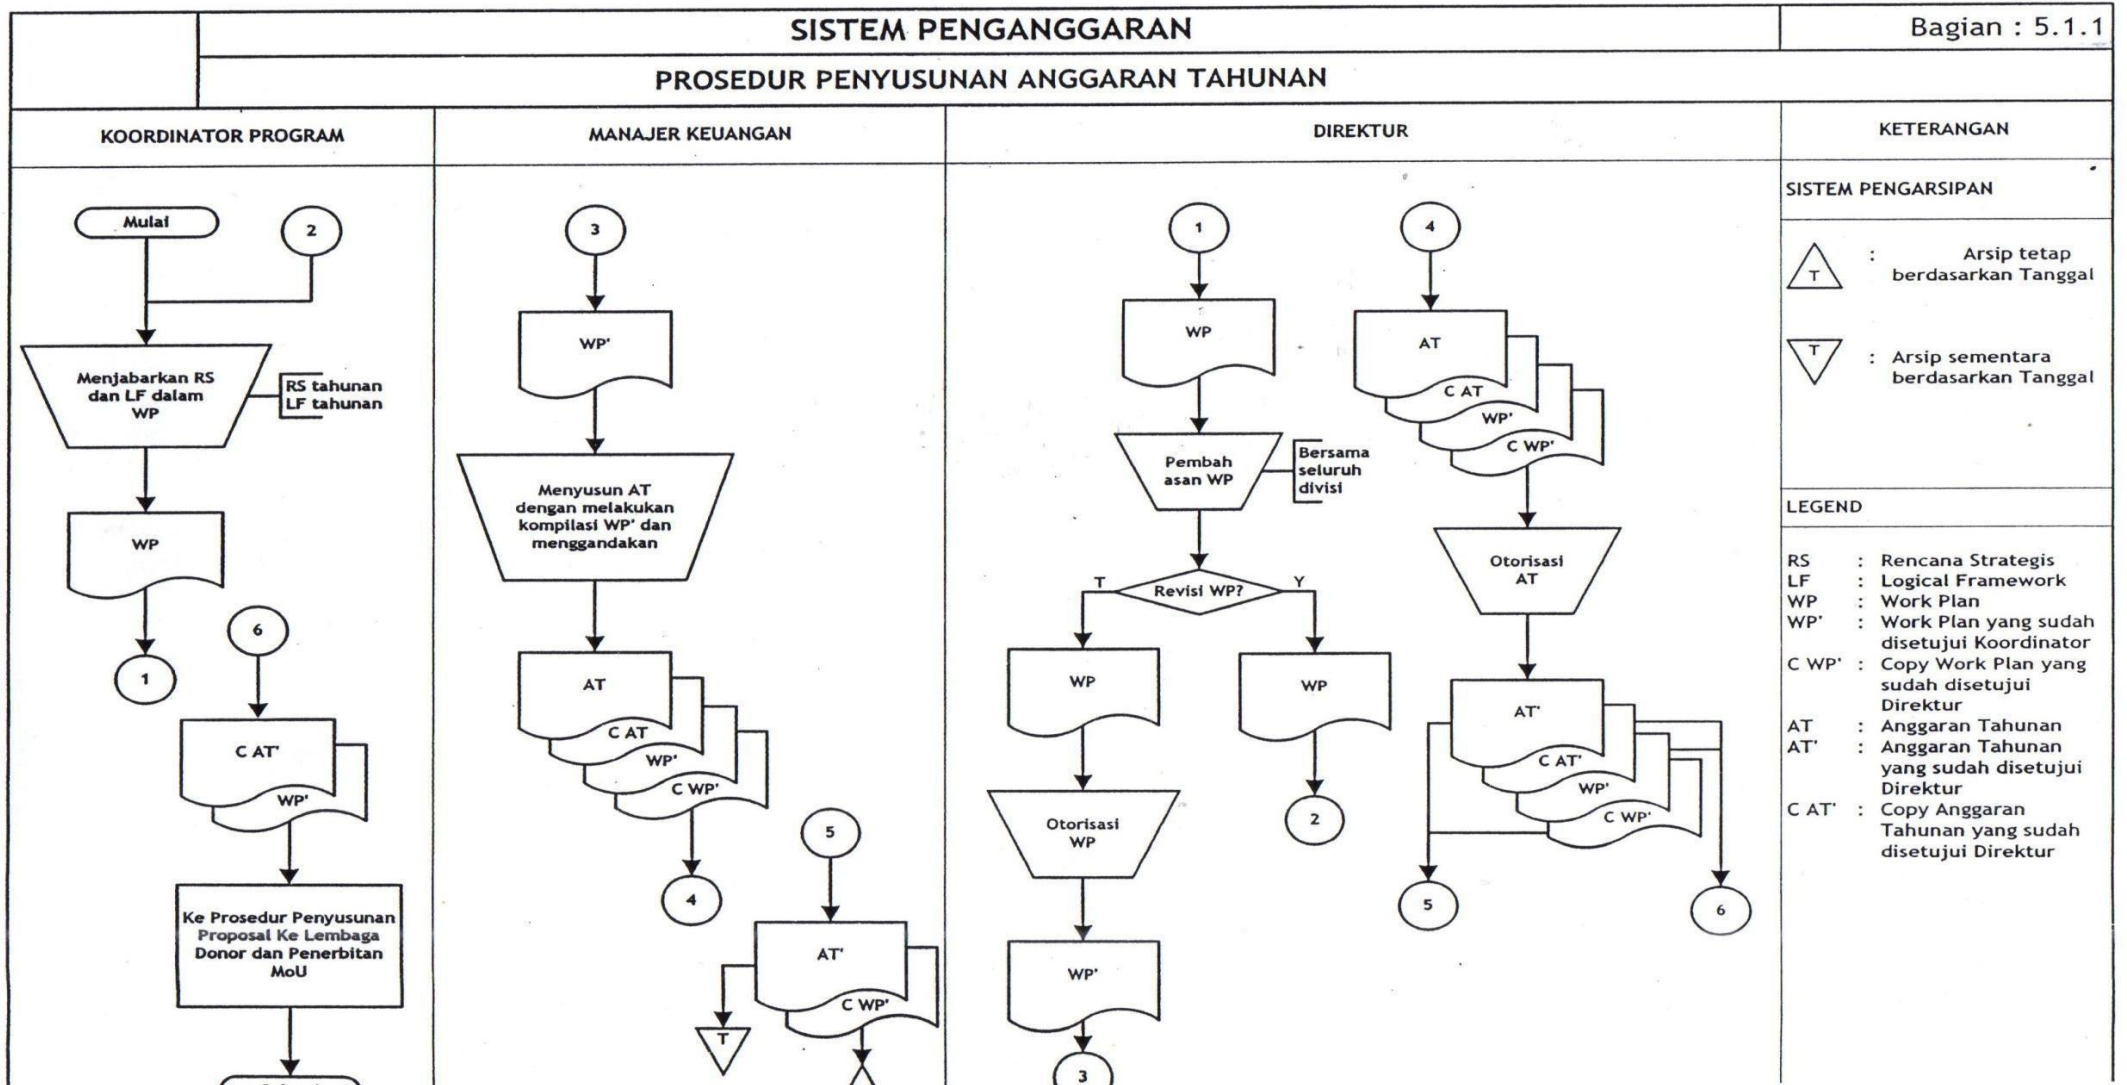 SISTEM PENGANGGARAN
Bagian : 5.1.1
PROSEDUR PENYUSUNAN ANGGARAN TAHUNAN
KOORDINATOR PROGRAM
MANAJER KEUANGAN
DIREKTUR
KETERANGAN
Mulai
2
Menjabarkan RS
dan LF dalam
WP
RS tahunan
LF tahunan
WP
1
6
C AT'
WP'
Ke Prosedur Penyusunan
Proposal Ke Lembaga
Donor dan Penerbitan
MoU
3
WP'
Menyusun AT
dengan melakukan
kompilasi WP' dan
menggandakan
AT
C AT
WP'
C WP'
4
5
AT'
C WP'
T
1
WP
Pembah
asan WP
Bersama
seluruh
divisi
Revisi WP?
T
Y
WP
WP
Otorisasi
WP
2
WP'
3
4
AT
C AT
WP'
C WP'
Otorisasi
AT
AT'
C AT'
WP'
C WP'
5
6
SISTEM PENGARSIPAN
T : Arsip tetap
berdasarkan Tanggal
T : Arsip sementara
berdasarkan Tanggal
LEGEND
RS : Rencana Strategis
LF : Logical Framework
WP : Work Plan
WP' : Work Plan yang sudah
disetujui Koordinator
C WP' : Copy Work Plan yang
sudah disetujui
Direktur
AT : Anggaran Tahunan
AT' : Anggaran Tahunan
yang sudah disetujui
Direktur
C AT' : Copy Anggaran
Tahunan yang sudah
disetujui Direktur